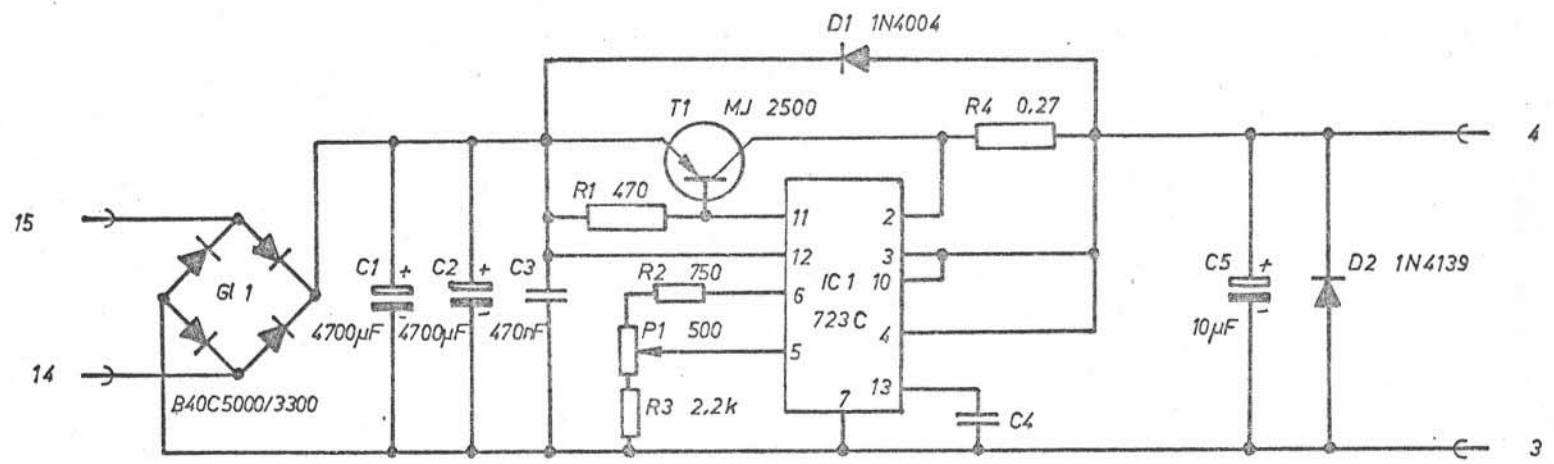 D1 1N4004
T1 MJ 2500
R4 0,27
4
15
R1 470
11
2
12
3
C1 +
C2 +
C3
R2 750
IC 1
10
C5 +
D2 1N4139
Gl 1
6
4700µF -
4700µF -
470nF
P1 500
723 C
4
10µF -
5
14
13
B40C5000/3300
R3 2,2k
7
C4
3